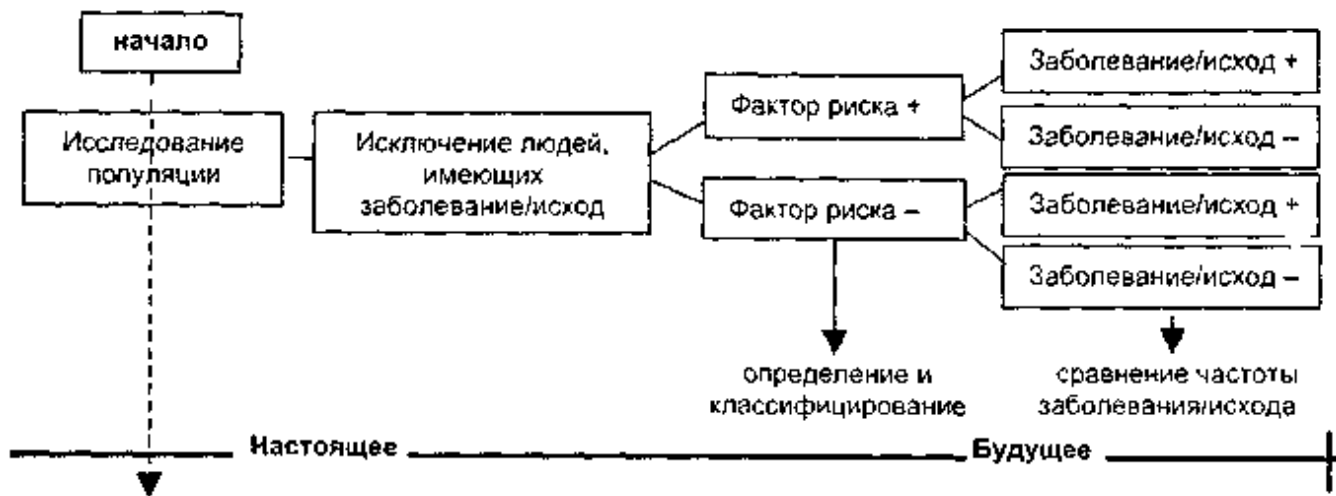 начало
Исследование
популяции
Исключение людей,
имеющих
заболевание/исход
Фактор риска +
Фактор риска –
Заболевание/исход +
Заболевание/исход –
Заболевание/исход +
Заболевание/исход –
определение и
классифицирование
сравнение частоты
заболевания/исхода
Настоящее
Будущее